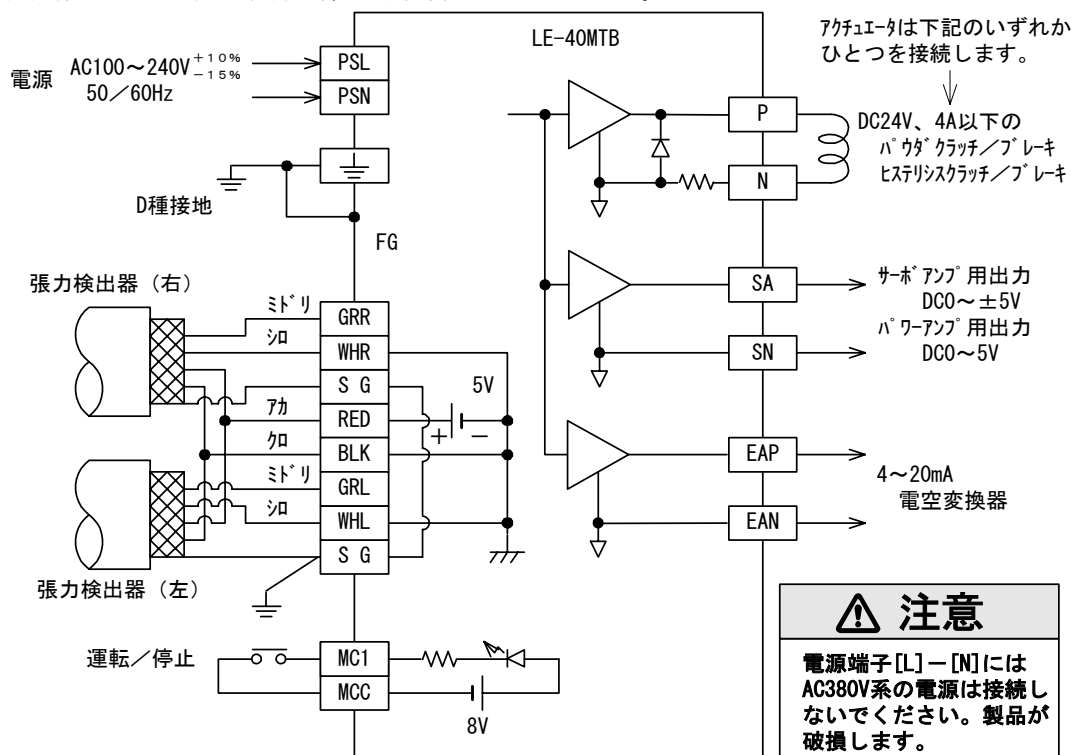 LE-40MTB
電源 AC100～240V +10% -15%
50／60Hz
PSL
PSN
D種接地
FG
張力検出器（右）
ミドリ
シロ
アカ
クロ
ミドリ
シロ
GRR
WHR
S G
RED
BLK
GRL
WHL
S G
5V
+ −
張力検出器（左）
運転／停止
MC1
MCC
8V
アクチュエータは下記のいずれか
ひとつを接続します。
P
N
DC24V、4A以下の
パウダクラッチ／ブレーキ
ヒステリシスクラッチ／ブレーキ
SA
SN
サーボアンプ用出力
DC0～±5V
パワーアンプ用出力
DC0～5V
EAP
EAN
4～20mA
電空変換器
注意
電源端子[L]－[N]には
AC380V系の電源は接続し
ないでください。製品が
破損します。